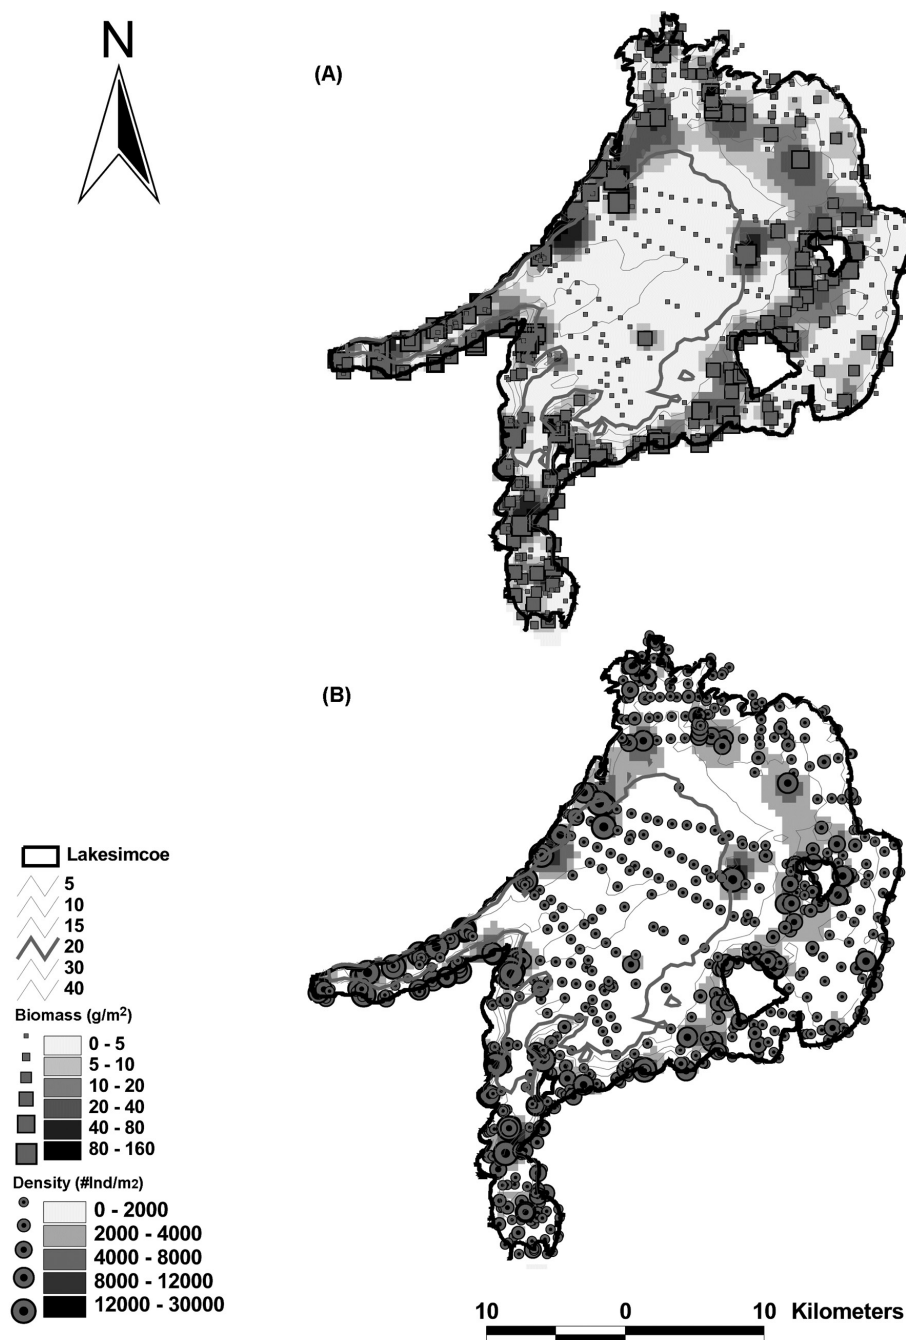 N
(A)
(B)
Lakesimcoe
5
10
15
20
30
40
Biomass (g/m²)
0 - 5
5 - 10
10 - 20
20 - 40
40 - 80
80 - 160
Density (#Ind/m2)
0 - 2000
2000 - 4000
4000 - 8000
8000 - 12000
12000 - 30000
10 0 10 Kilometers